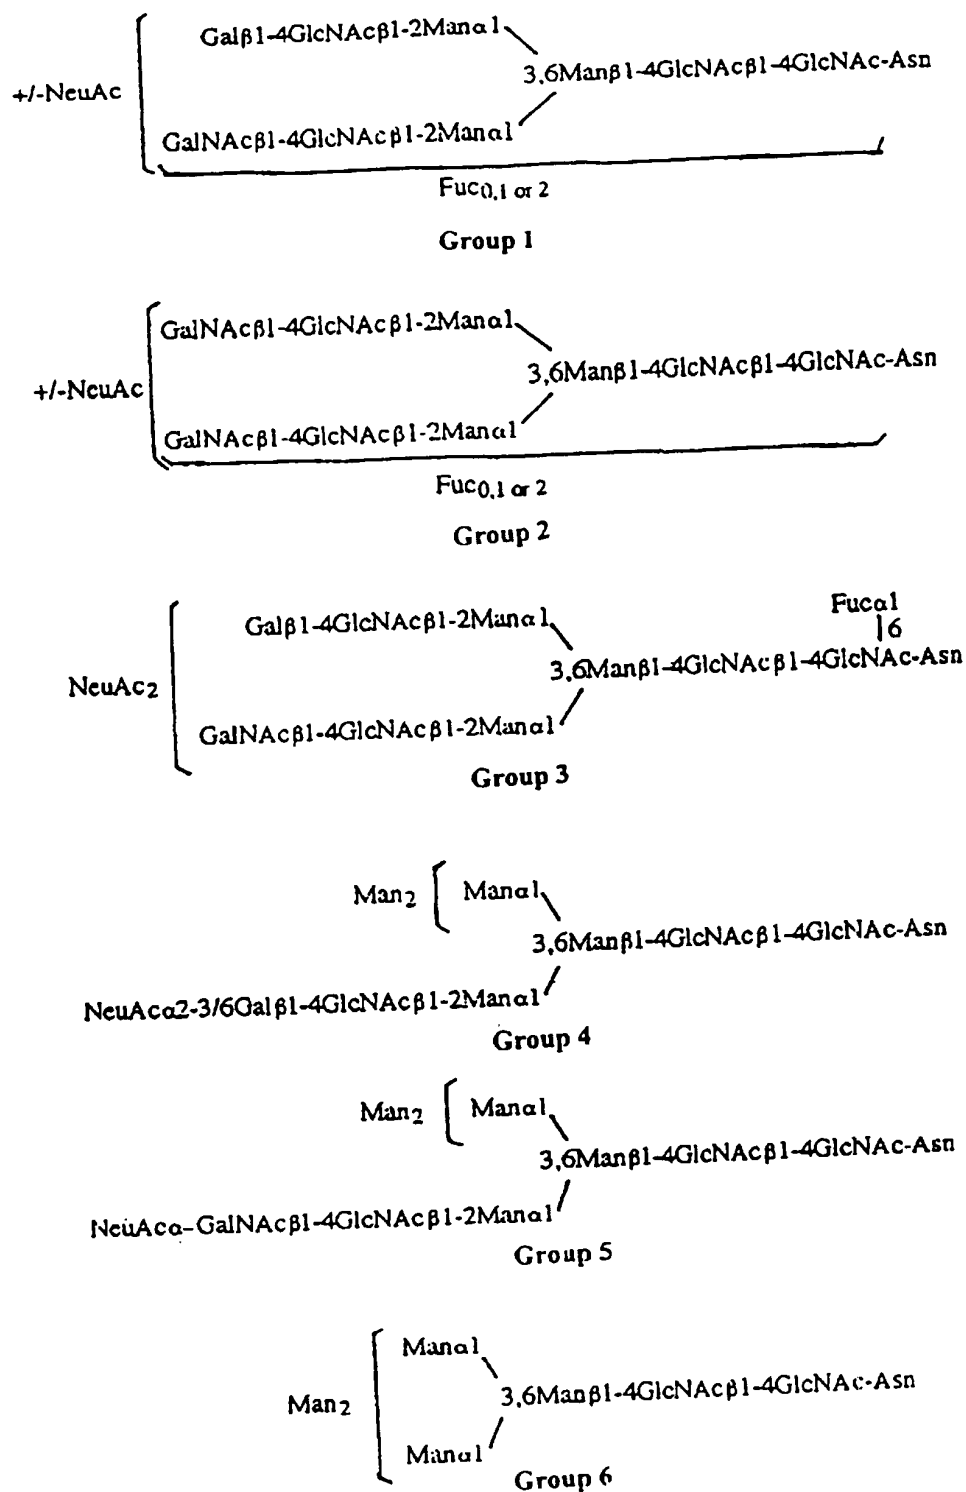 Galβ1-4GlcNAcβ1-2Manα1
3,6Manβ1-4GlcNAcβ1-4GlcNAc-Asn
+/-NeuAc
GalNAcβ1-4GlcNAcβ1-2Manα1
Fuc0,1 or 2
Group 1
GalNAcβ1-4GlcNAcβ1-2Manα1
3,6Manβ1-4GlcNAcβ1-4GlcNAc-Asn
+/-NeuAc
GalNAcβ1-4GlcNAcβ1-2Manα1
Fuc0,1 or 2
Group 2
Fucα1
Galβ1-4GlcNAcβ1-2Manα1
6
3,6Manβ1-4GlcNAcβ1-4GlcNAc-Asn
NeuAc2
GalNAcβ1-4GlcNAcβ1-2Manα1
Group 3
Man2 Manα1
3,6Manβ1-4GlcNAcβ1-4GlcNAc-Asn
NeuAcα2-3/6Galβ1-4GlcNAcβ1-2Manα1
Group 4
Man2 Manα1
3,6Manβ1-4GlcNAcβ1-4GlcNAc-Asn
NeuAcα-GalNAcβ1-4GlcNAcβ1-2Manα1
Group 5
Manα1
3,6Manβ1-4GlcNAcβ1-4GlcNAc-Asn
Man2
Manα1
Group 6